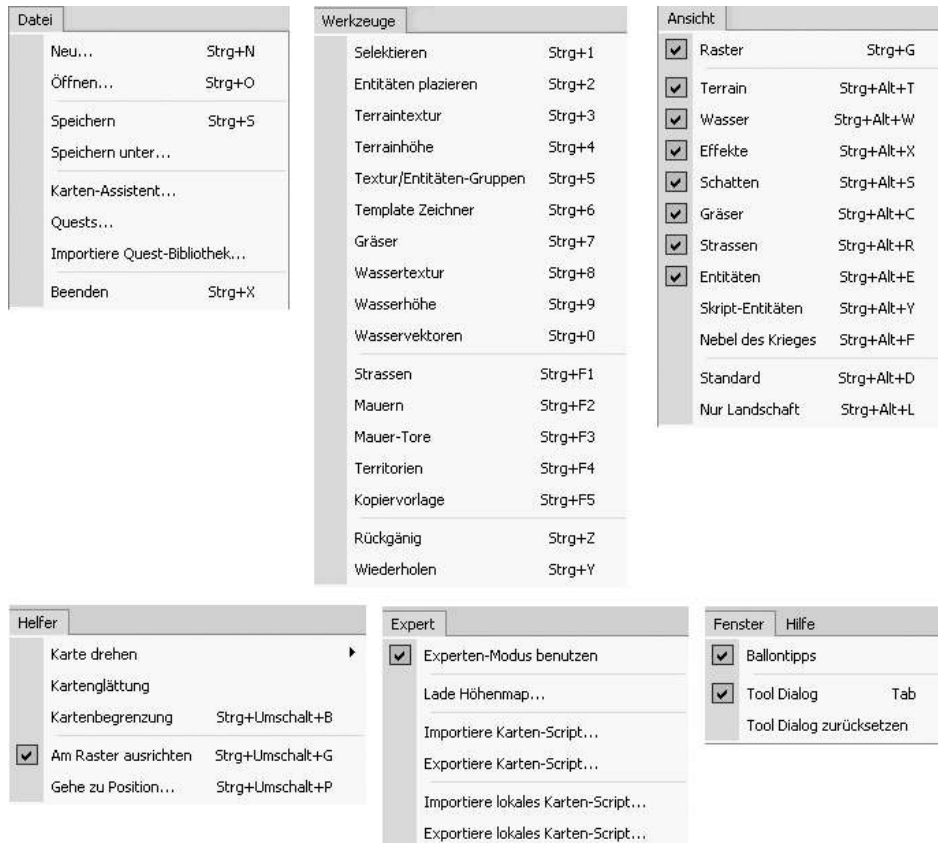 Datei
Neu... Strg+N
Öffnen... Strg+O
Speichern Strg+S
Speichern unter...
Karten-Assistent...
Quests...
Importiere Quest-Bibliothek...
Beenden Strg+X
Werkzeuge
Selektieren Strg+1
Entitäten plazieren Strg+2
Terraintextur Strg+3
Terrainhöhe Strg+4
Textur/Entitäten-Gruppen Strg+5
Template Zeichner Strg+6
Gräser Strg+7
Wassertextur Strg+8
Wasserhöhe Strg+9
Wasservektoren Strg+0
Strassen Strg+F1
Mauern Strg+F2
Mauer-Tore Strg+F3
Territorien Strg+F4
Kopiervorlage Strg+F5
Rückgänig Strg+Z
Wiederholen Strg+Y
Ansicht
Raster Strg+G
Terrain Strg+Alt+T
Wasser Strg+Alt+W
Effekte Strg+Alt+X
Schatten Strg+Alt+S
Gräser Strg+Alt+C
Strassen Strg+Alt+R
Entitäten Strg+Alt+E
Skript-Entitäten Strg+Alt+Y
Nebel des Krieges Strg+Alt+F
Standard Strg+Alt+D
Nur Landschaft Strg+Alt+L
Helfer
Karte drehen
Kartenglättung
Kartenbegrenzung Strg+Umschalt+B
Am Raster ausrichten Strg+Umschalt+G
Gehe zu Position... Strg+Umschalt+P
Expert
Experten-Modus benutzen
Lade Höhenmap...
Importiere Karten-Script...
Exportiere Karten-Script...
Importiere lokales Karten-Script...
Exportiere lokales Karten-Script...
Fenster Hilfe
Ballontipps
Tool Dialog Tab
Tool Dialog zurücksetzen